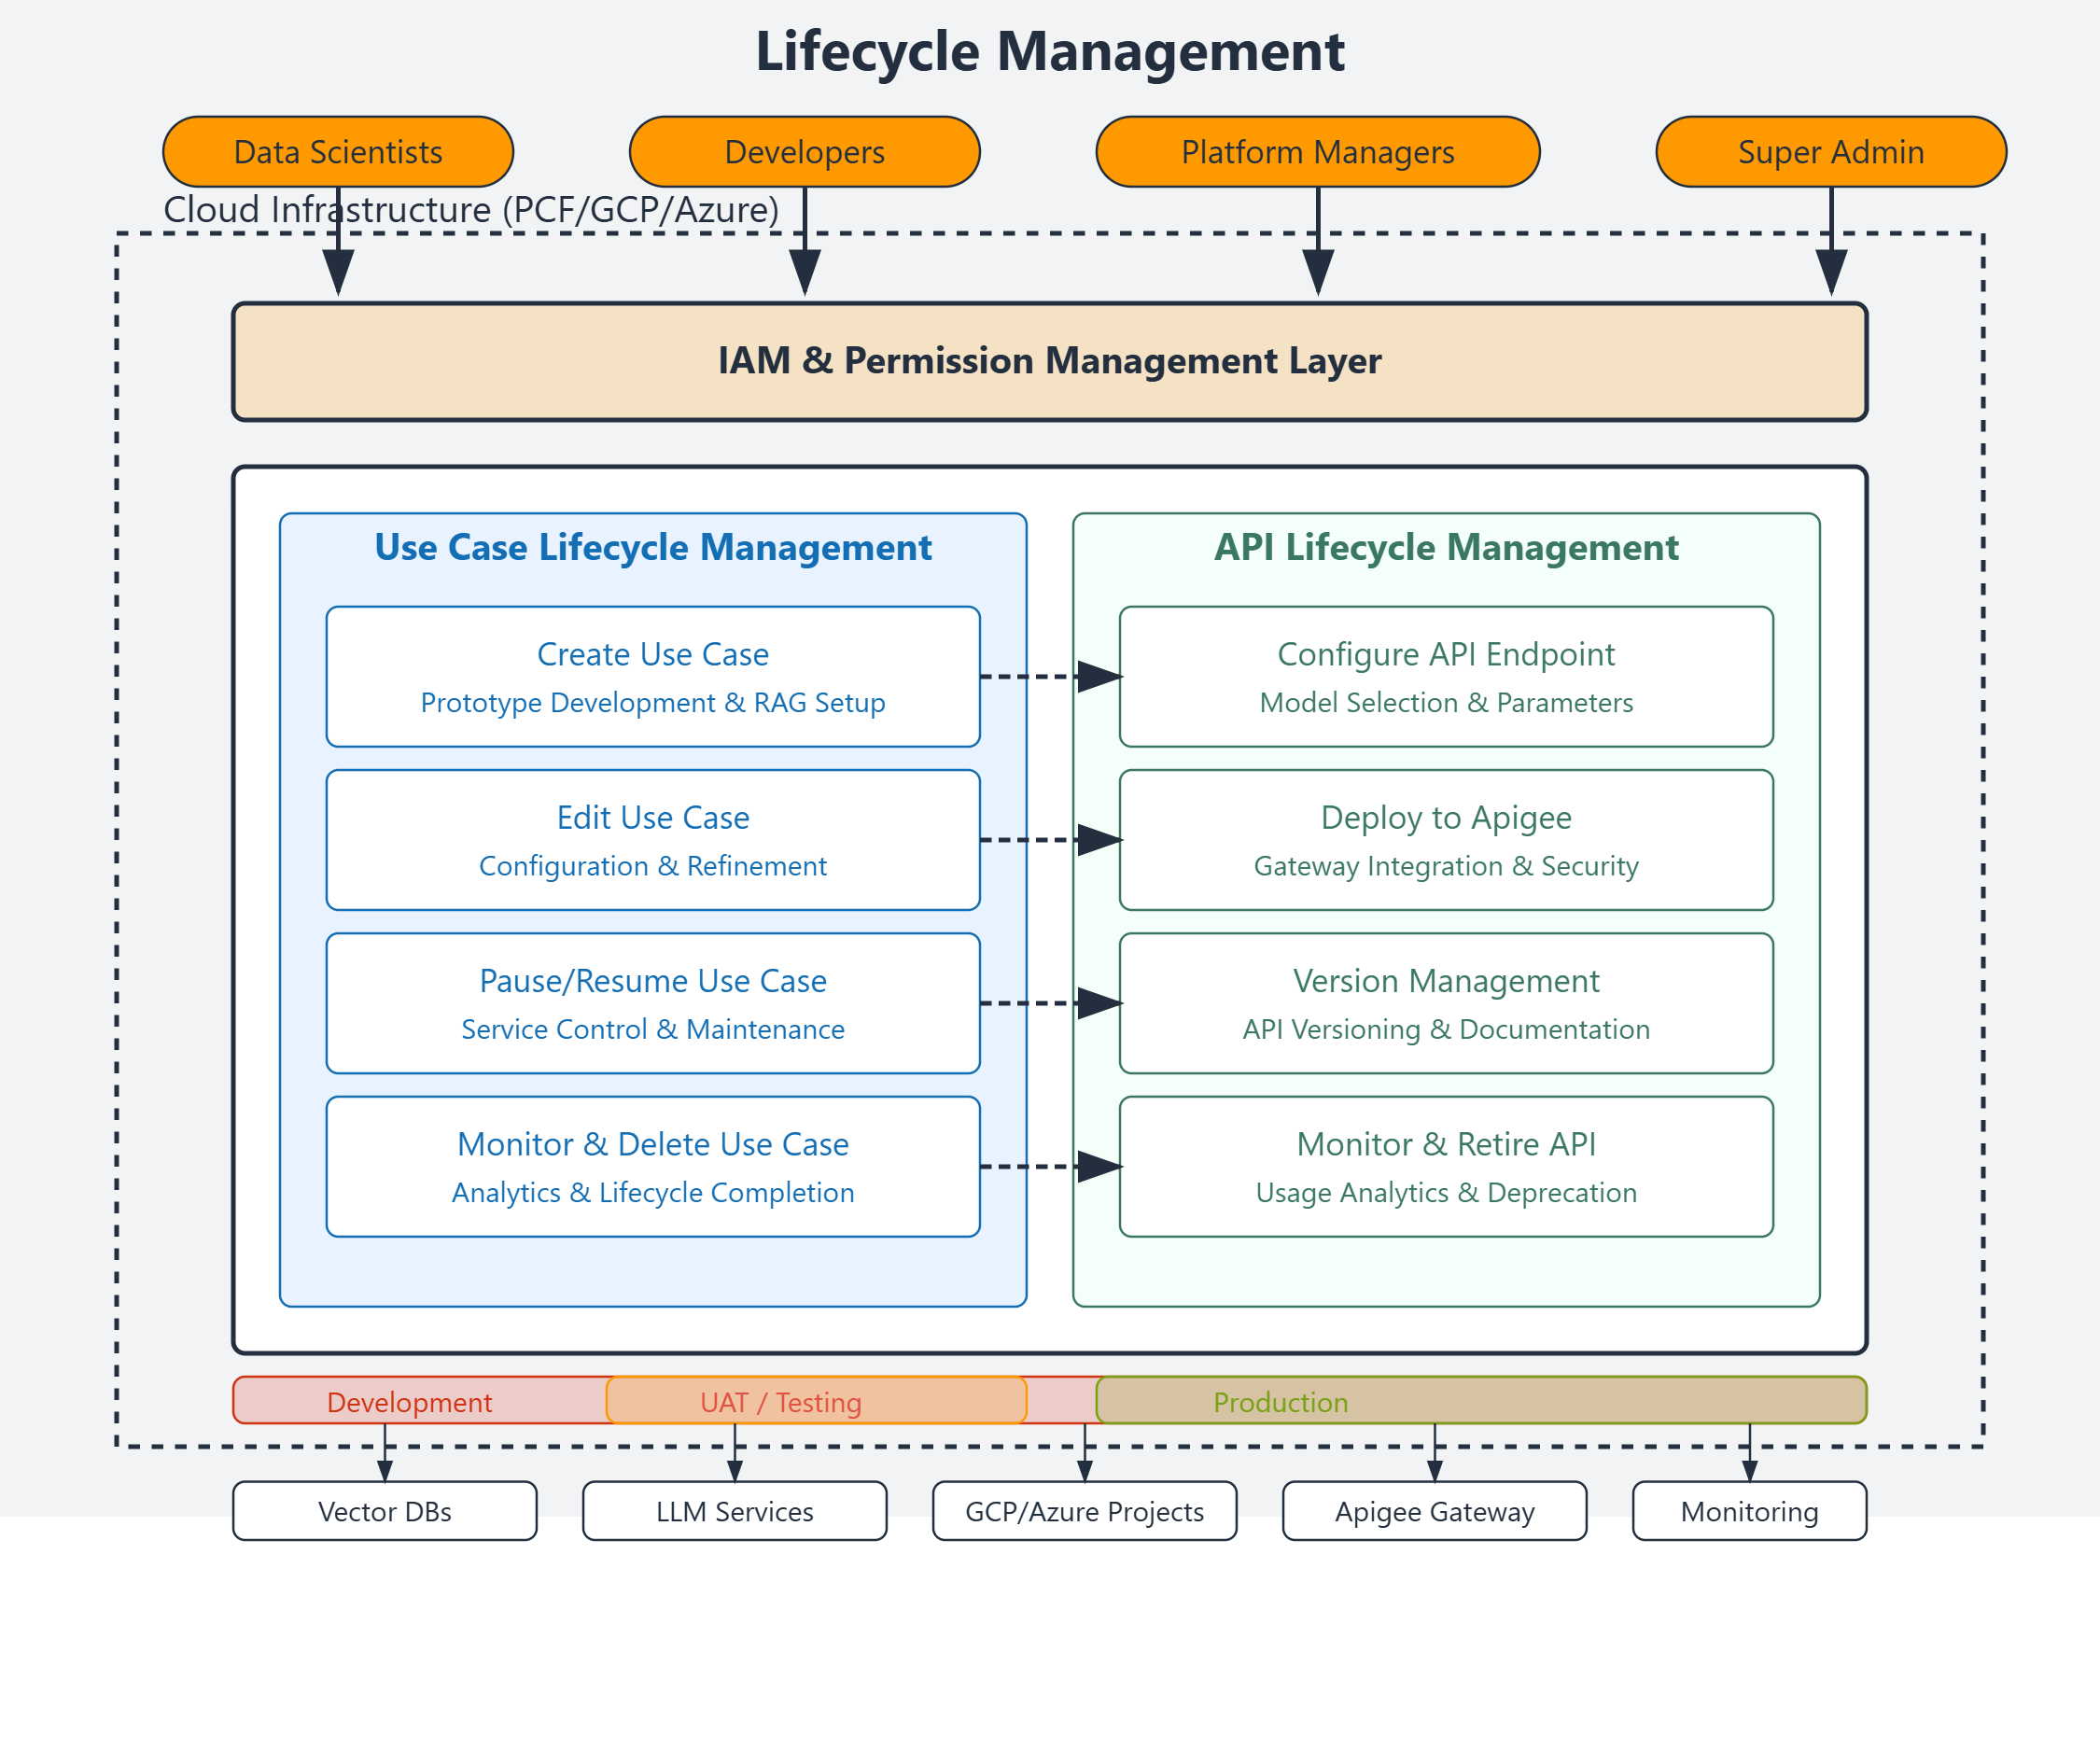 Lifecycle Management
Data Scientists
Developers
Platform Managers
Super Admin
Cloud Infrastructure (PCF/GCP/Azure)
IAM & Permission Management Layer
Use Case Lifecycle Management
Create Use Case
Prototype Development & RAG Setup
Edit Use Case
Configuration & Refinement
Pause/Resume Use Case
Service Control & Maintenance
Monitor & Delete Use Case
Analytics & Lifecycle Completion
API Lifecycle Management
Configure API Endpoint
Model Selection & Parameters
Deploy to Apigee
Gateway Integration & Security
Version Management
API Versioning & Documentation
Monitor & Retire API
Usage Analytics & Deprecation
Development
UAT / Testing
Production
Vector DBs
LLM Services
GCP/Azure Projects
Apigee Gateway
Monitoring